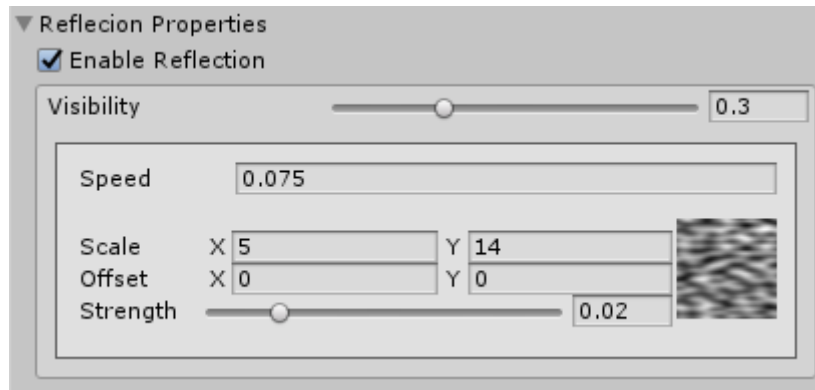 Reflecion Properties
Enable Reflection
Visibility 0.3
Speed 0.075
Scale X 5 Y 14
Offset X 0 Y 0
Strength 0.02